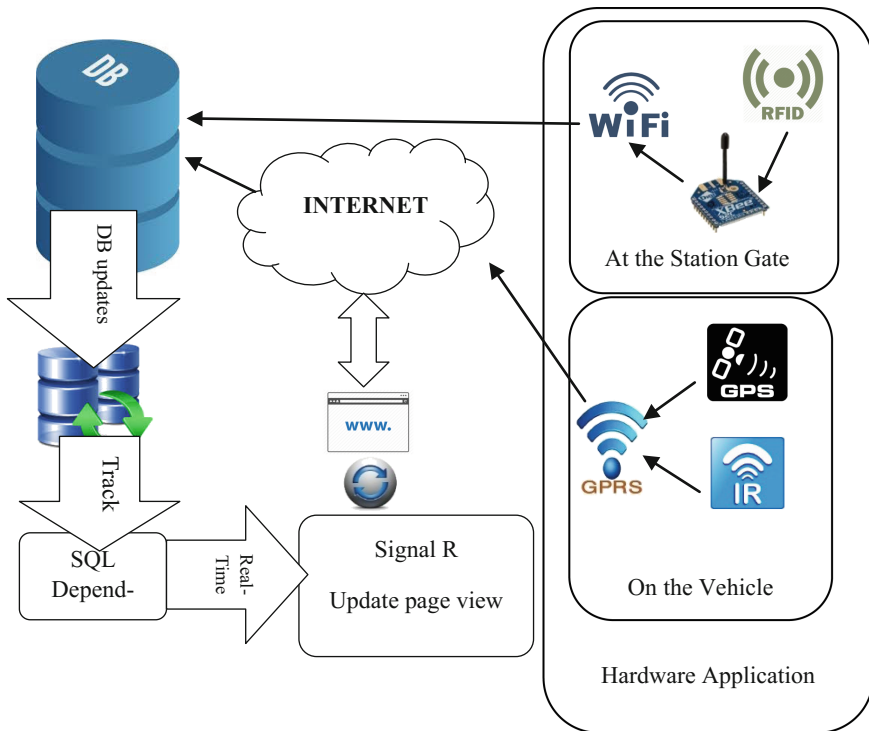 DB
WiFi
RFID
XBee
At the Station Gate
INTERNET
DB updates
GPS
www.
GPRS
IR
Track
SQL
Depend-
Real-
Time
Signal R
Update page view
On the Vehicle
Hardware Application